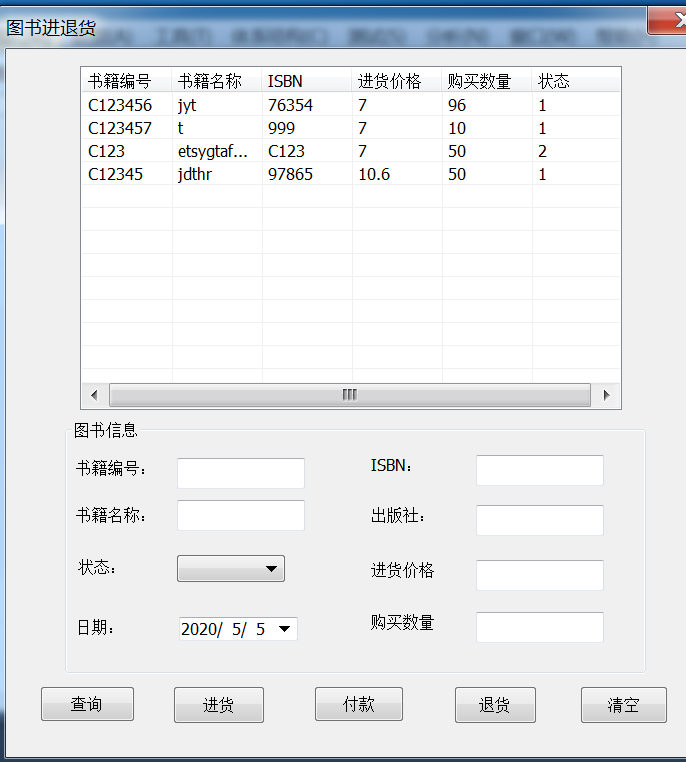 图书进退货
书籍编号 书籍名称 ISBN 进货价格 购买数量 状态
C123456 jyt 76354 7 96 1
C123457 t 999 7 10 1
C123 etsygtaf... C123 7 50 2
C12345 jdthr 97865 10.6 50 1
图书信息
书籍编号： ISBN：
书籍名称： 出版社：
状态： 进货价格
日期： 2020/ 5/ 5 购买数量
查询 进货 付款 退货 清空